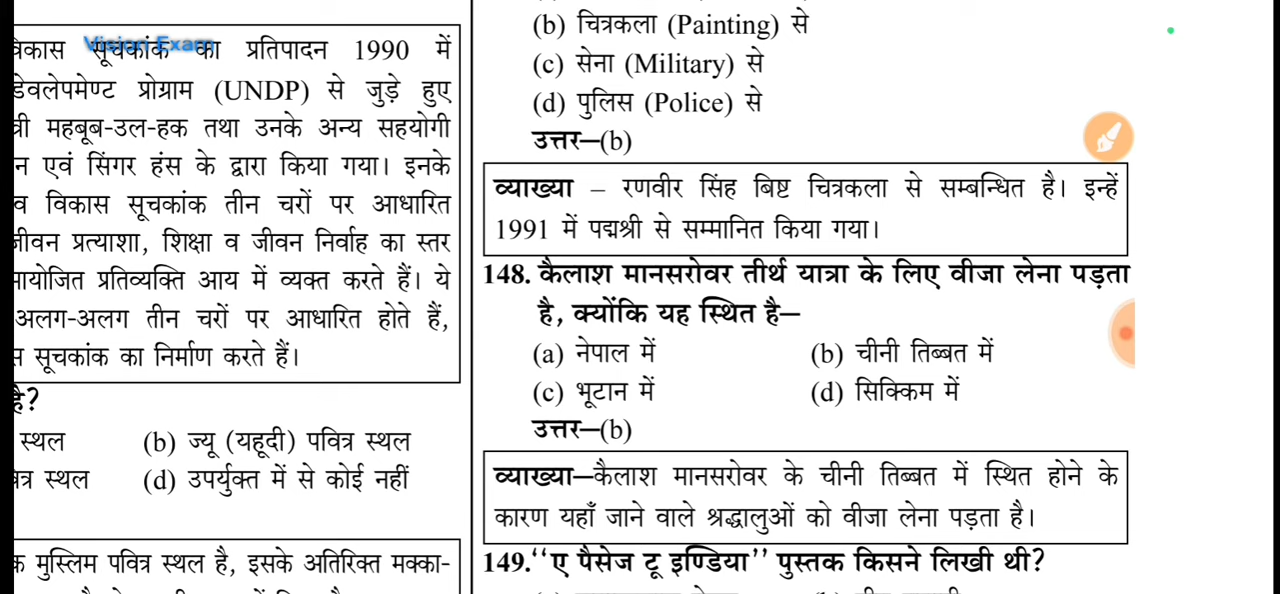 विकास सूचकांक का प्रतिपादन 1990 में
Vision Exam
डेवलेपमेण्ट प्रोग्राम (UNDP) से जुड़े हुए
महबूब-उल-हक तथा उनके अन्य सहयोगी
एवं सिंगर हंस के द्वारा किया गया। इनके
विकास सूचकांक तीन चरों पर आधारित
जीवन प्रत्याशा, शिक्षा व जीवन निर्वाह का स्तर
प्रतिव्यक्ति आय में व्यक्त करते हैं। ये
अलग-अलग तीन चरों पर आधारित होते हैं,
सूचकांक का निर्माण करते हैं।
है?
स्थल (b) ज्यू (यहूदी) पवित्र स्थल
स्थल (d) उपर्युक्त में से कोई नहीं
मुस्लिम पवित्र स्थल है, इसके अतिरिक्त मक्का-
(b) चित्रकला (Painting) से
(c) सेना (Military) से
(d) पुलिस (Police) से
उत्तर—(b)
व्याख्या – रणवीर सिंह बिष्ट चित्रकला से सम्बन्धित है। इन्हें
1991 में पद्मश्री से सम्मानित किया गया।
148. कैलाश मानसरोवर तीर्थ यात्रा के लिए वीजा लेना पड़ता
है, क्योंकि यह स्थित है—
(a) नेपाल में (b) चीनी तिब्बत में
(c) भूटान में (d) सिक्किम में
उत्तर—(b)
व्याख्या—कैलाश मानसरोवर के चीनी तिब्बत में स्थित होने के
कारण यहाँ जाने वाले श्रद्धालुओं को वीजा लेना पड़ता है।
149. ‘‘ए पैसेज टू इण्डिया’’ पुस्तक किसने लिखी थी?